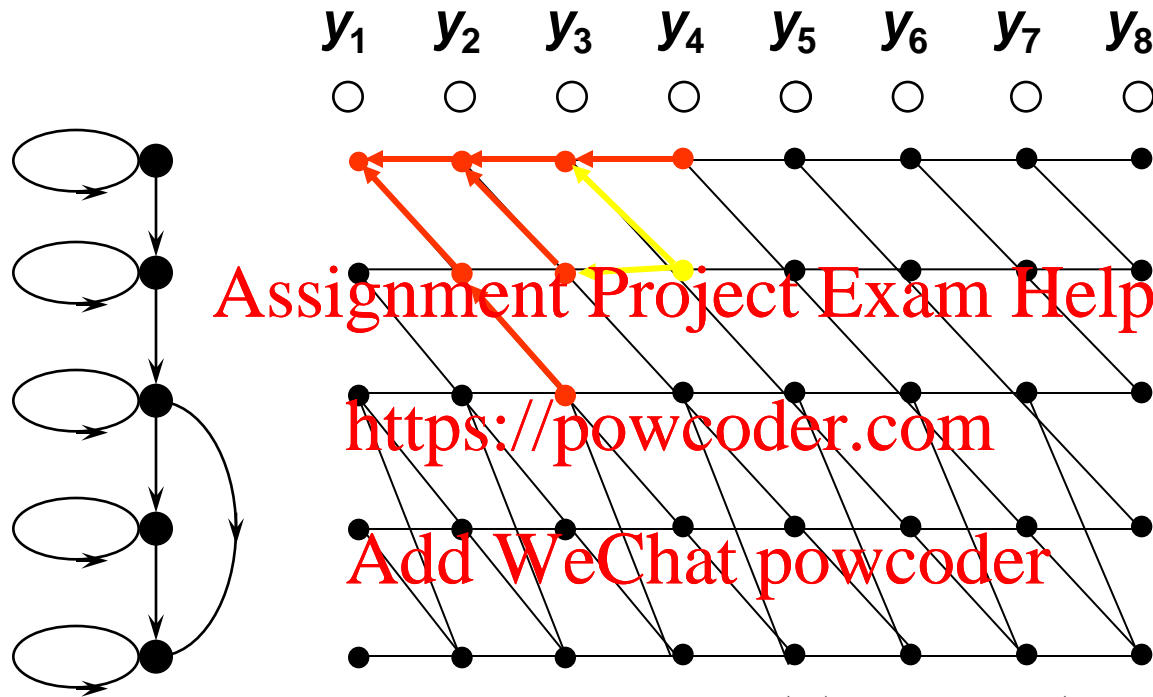 y1 y2 y3 y4 y5 y6 y7 y8
Assignment Project Exam Help
https://powcoder.com
Add WeChat powcoder